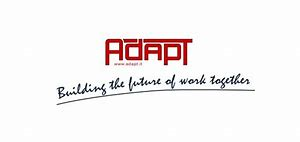 ADAPT
www.adapt.it
Building the future of work together